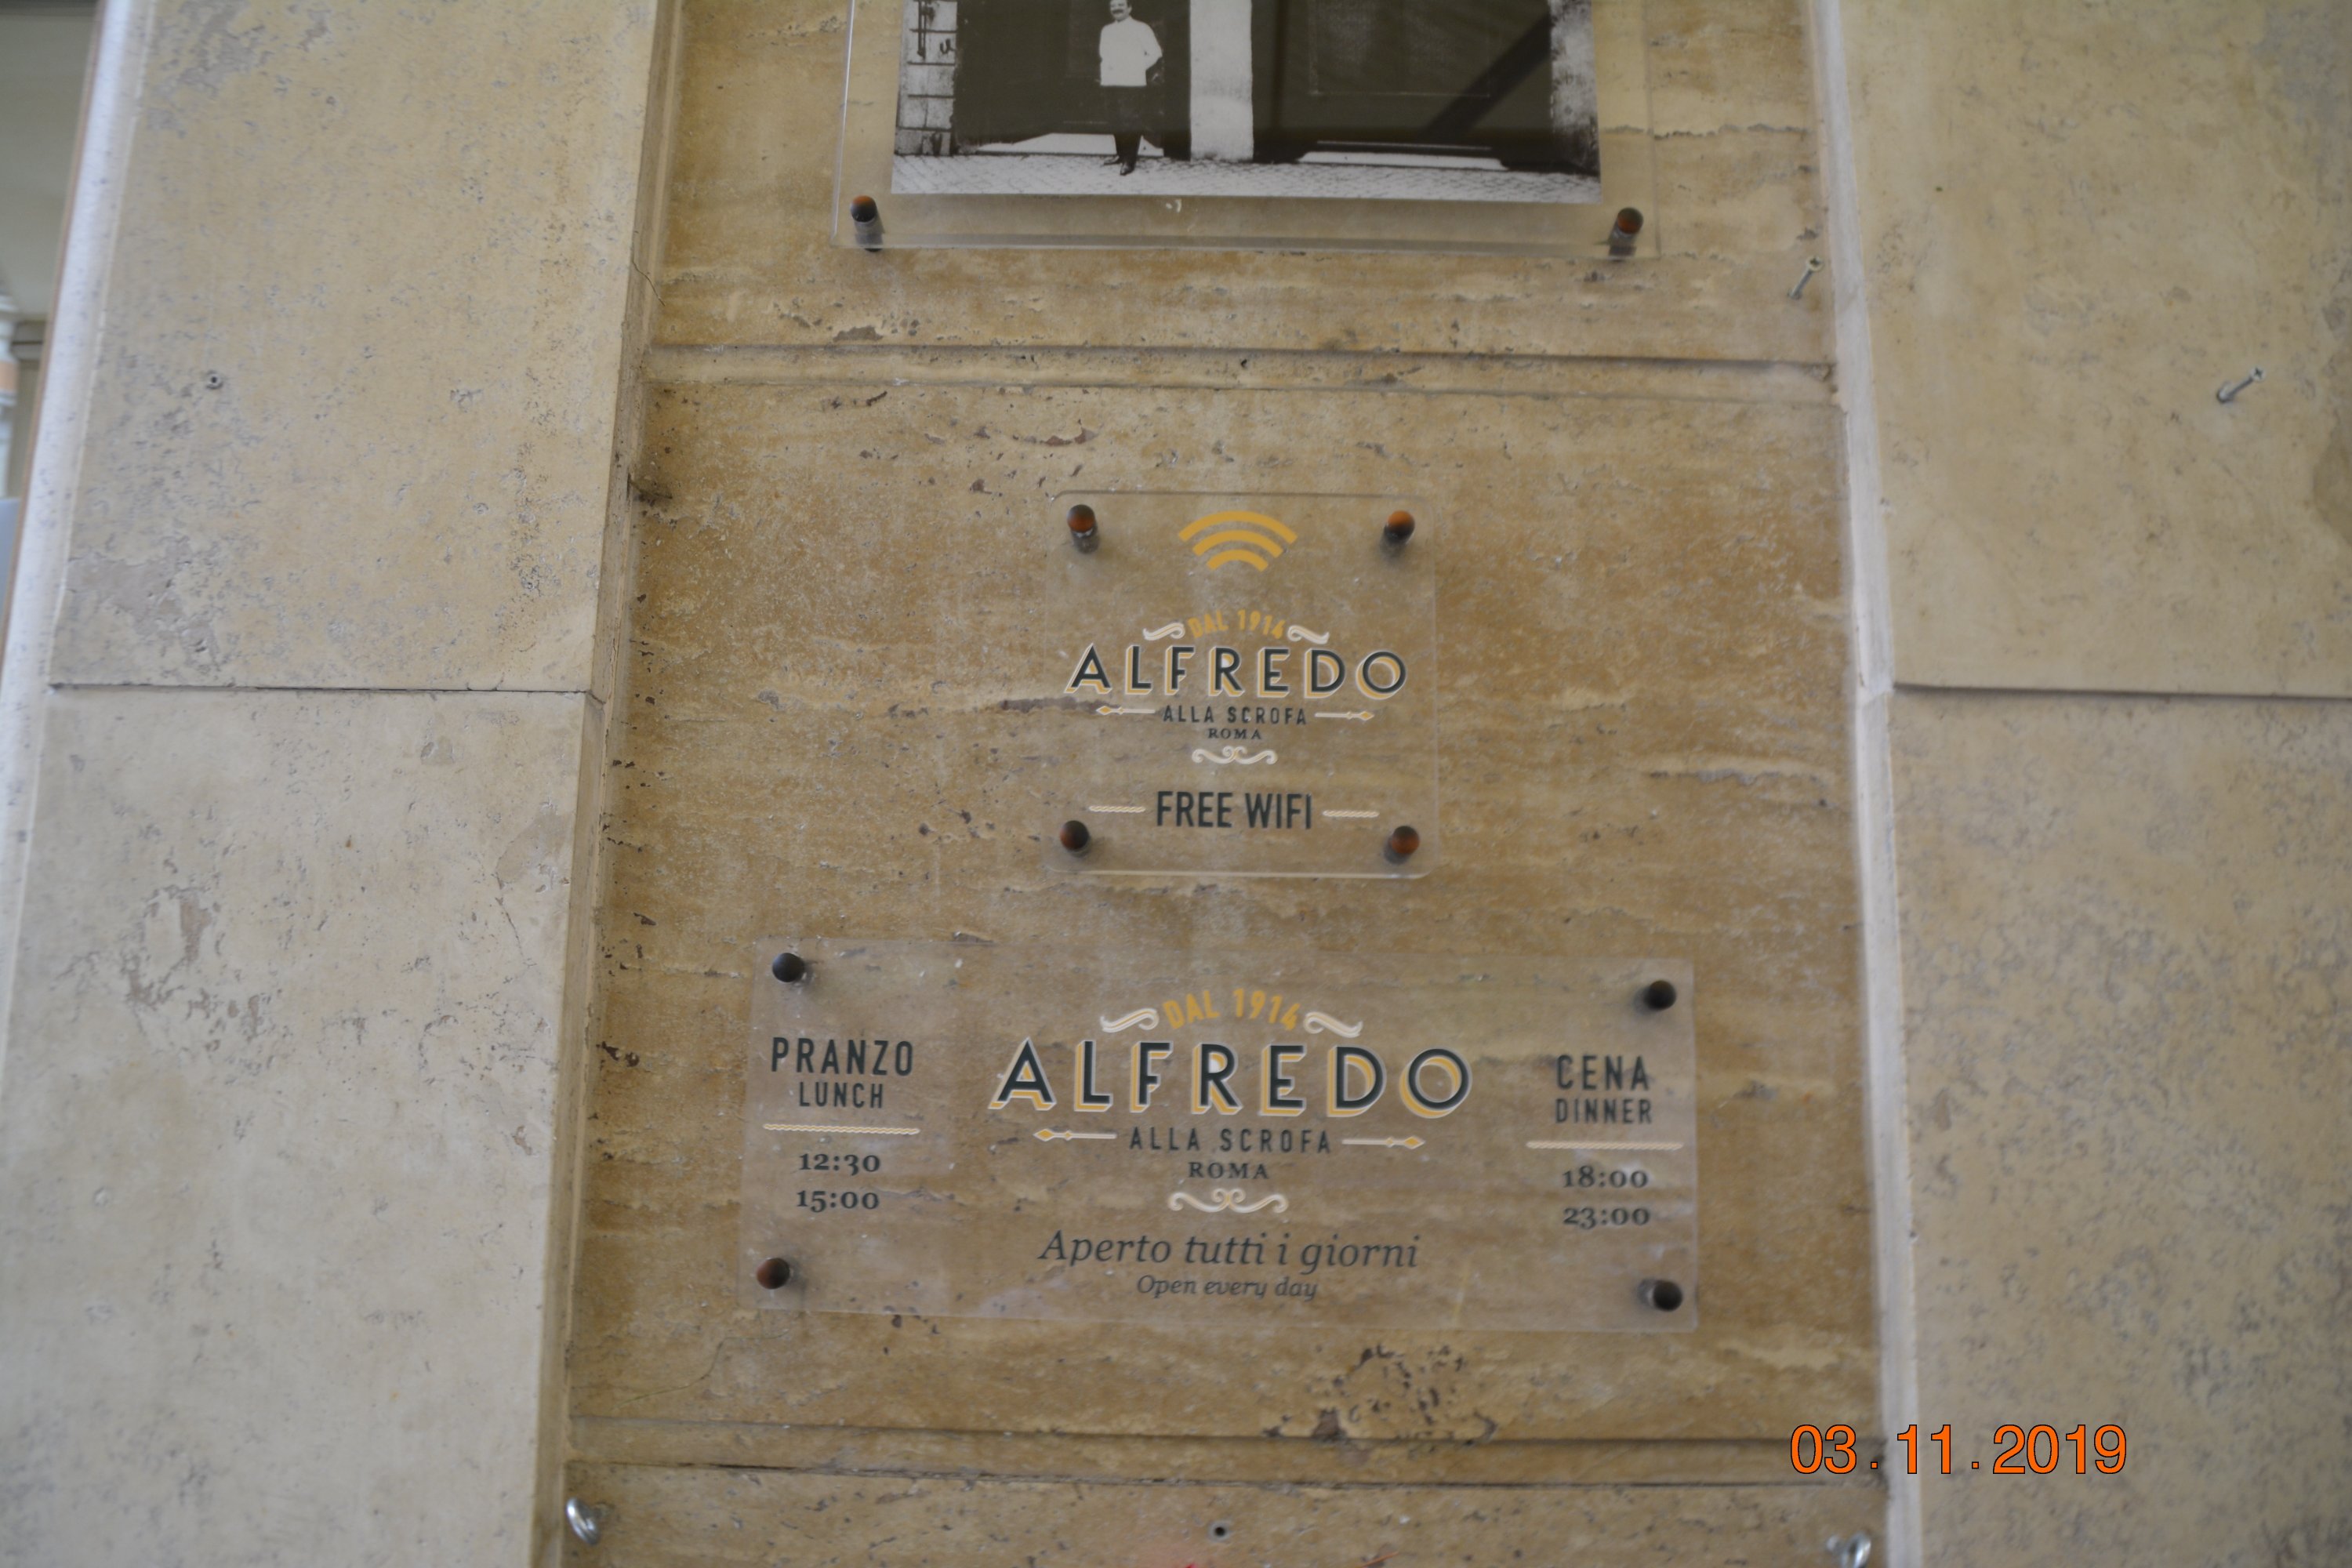 DAL 1914
ALFREDO
ALLA SCROFA
ROMA
FREE WIFI
PRANZO
LUNCH
12:30
15:00
DAL 1914
ALFREDO
ALLA SCROFA
ROMA
Aperto tutti i giorni
Open every day
CENA
DINNER
18:00
23:00
03.11.2019